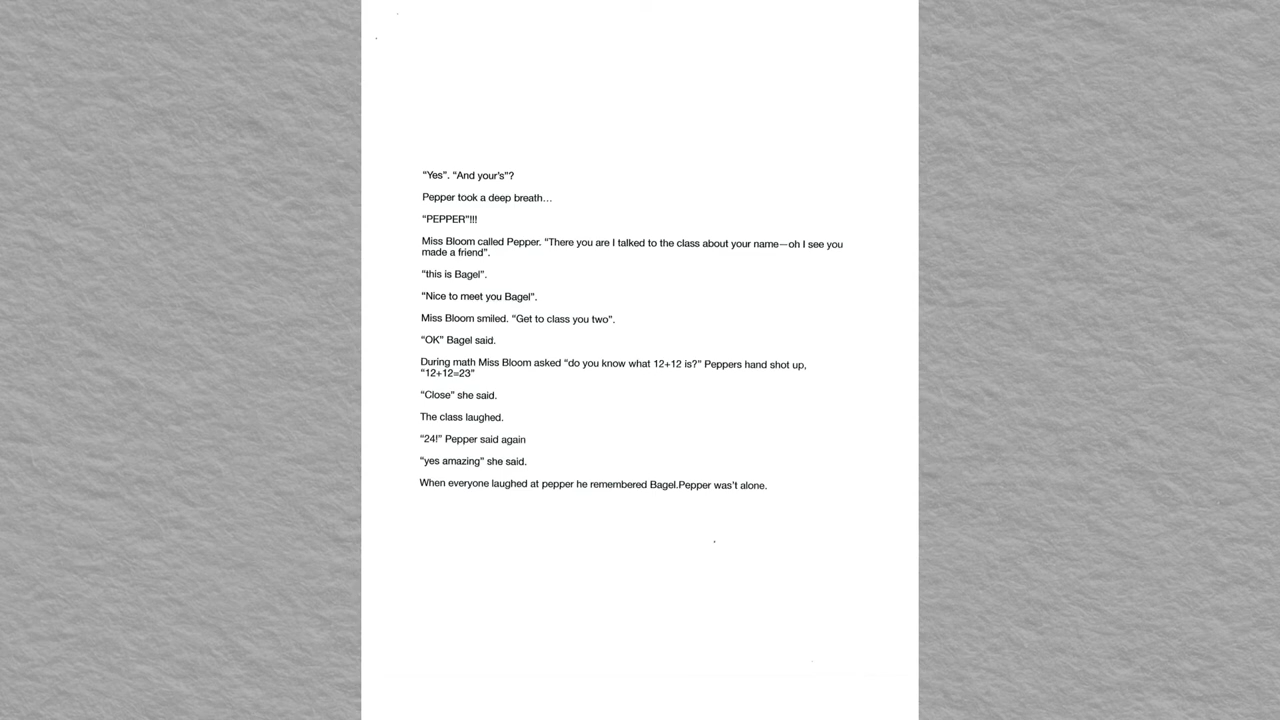 “Yes”. “And your’s”?
Pepper took a deep breath…
“PEPPER”!!!
Miss Bloom called Pepper. “There you are I talked to the class about your name—oh I see you
made a friend”.
“this is Bagel”.
“Nice to meet you Bagel”.
Miss Bloom smiled. “Get to class you two”.
“OK” Bagel said.
During math Miss Bloom asked “do you know what 12+12 is?” Peppers hand shot up,
“12+12=23”
“Close” she said.
The class laughed.
“24!” Pepper said again
“yes amazing” she said.
When everyone laughed at pepper he remembered Bagel.Pepper was’t alone.